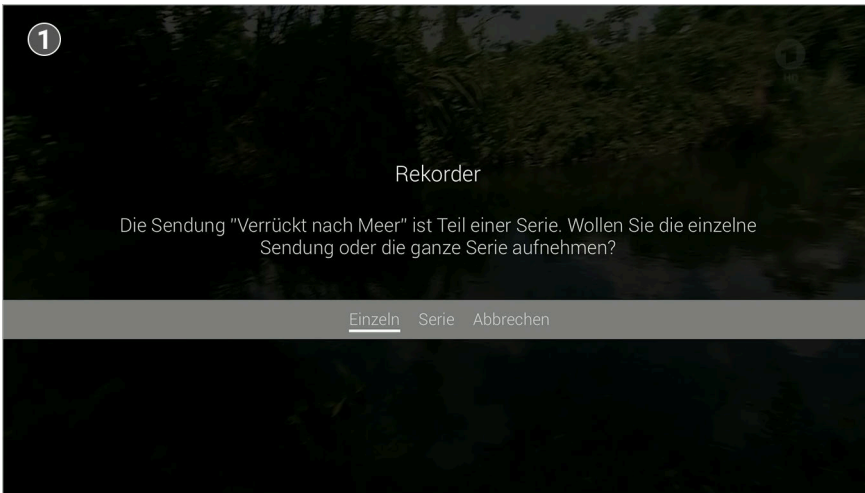 1
Rekorder
Die Sendung "Verrückt nach Meer" ist Teil einer Serie. Wollen Sie die einzelne
Sendung oder die ganze Serie aufnehmen?
Einzeln Serie Abbrechen
HD